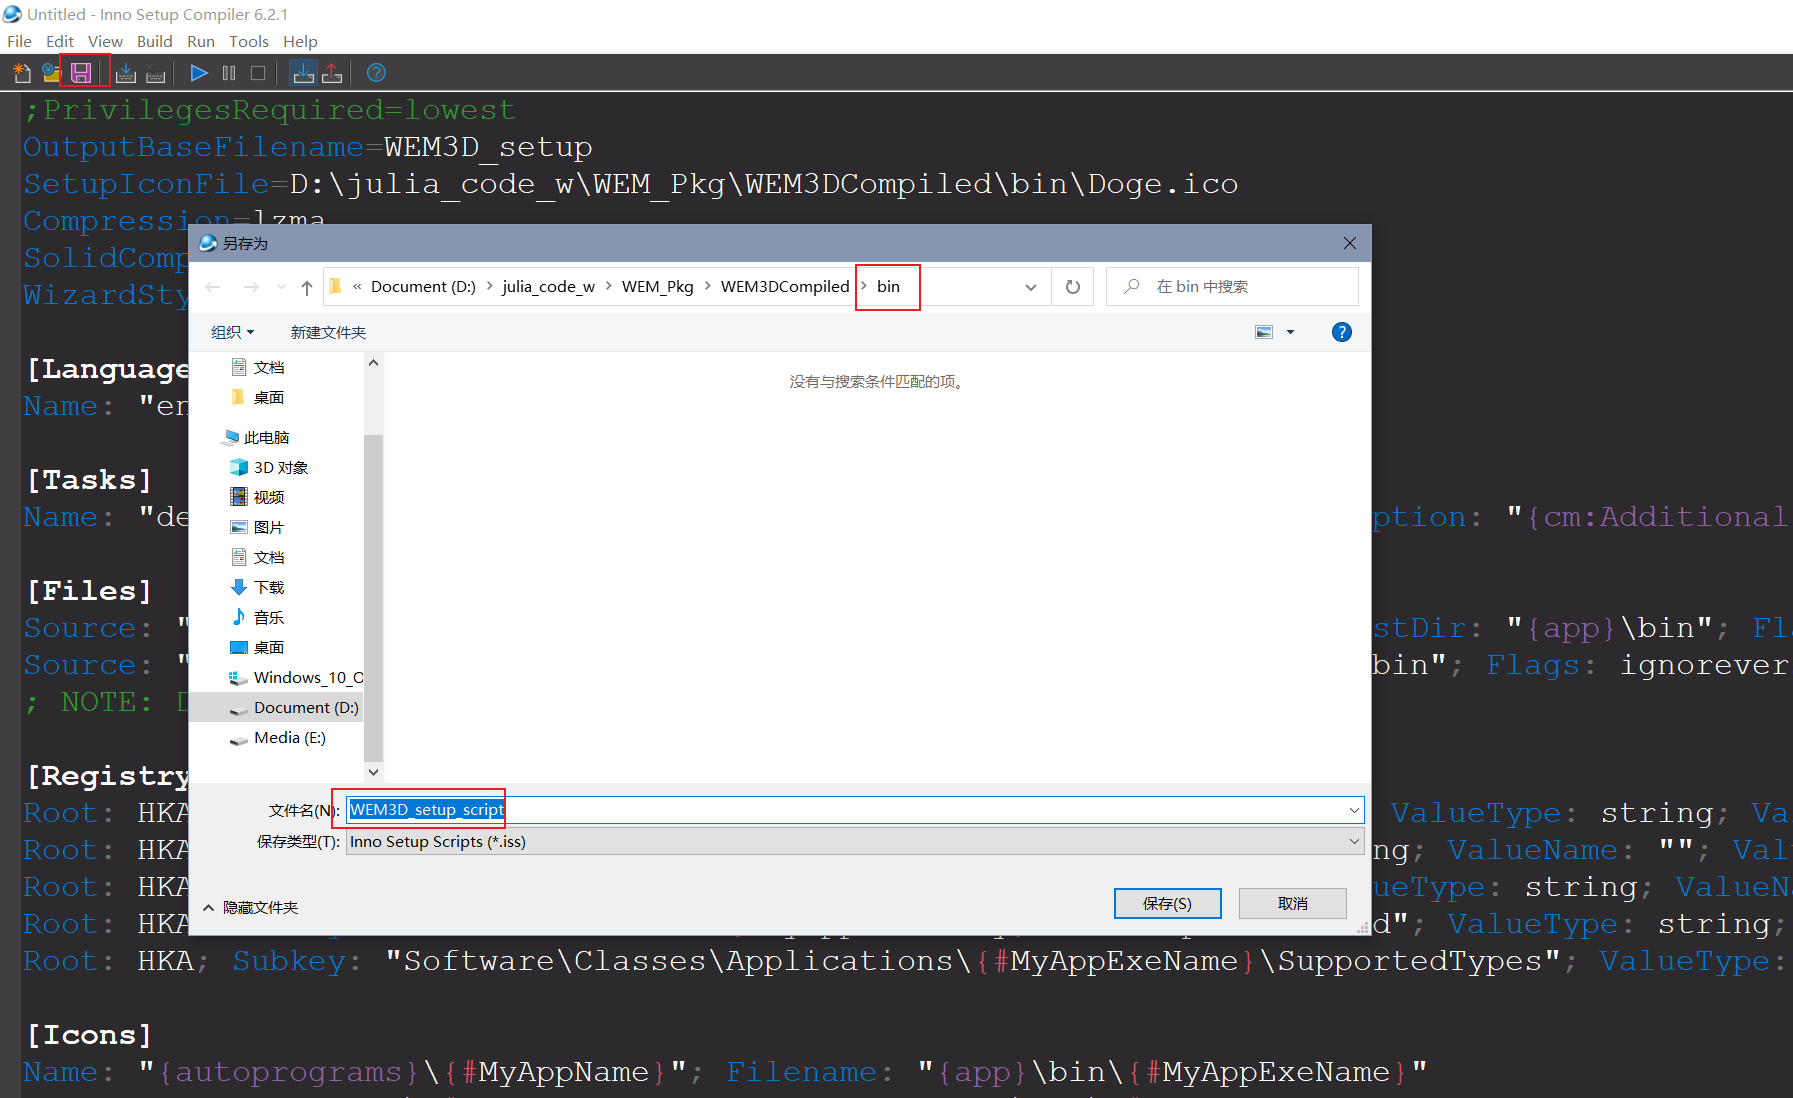 Untitled - Inno Setup Compiler 6.2.1
File Edit View Build Run Tools Help
;PrivilegesRequired=lowest
OutputBaseFilename=WEM3D_setup
SetupIconFile=D:\julia_code_w\WEM_Pkg\WEM3DCompiled\bin\Doge.ico
Compression=lzma
SolidComp
WizardSty
另存为
« Document (D:) › julia_code_w › WEM_Pkg › WEM3DCompiled › bin
在 bin 中搜索
组织 新建文件夹
[Language
文档
没有与搜索条件匹配的项。
Name: "en
桌面
此电脑
3D 对象
[Tasks]
视频
Name: "de
ption: "{cm:Additional
图片
文档
[Files]
下载
音乐
Source: "
stDir: "{app}\bin"; Fl
桌面
Source: "
bin"; Flags: ignorever
Windows_10_O
; NOTE: D
Document (D:)
Media (E:)
[Registry
文件名(N): WEM3D_setup_script
Root: HKA
ValueType: string; Va
保存类型(T): Inno Setup Scripts (*.iss)
Root: HKA
ng; ValueName: ""; Val
Root: HKA
ueType: string; ValueN
隐藏文件夹
保存(S) 取消
Root: HKA
d"; ValueType: string;
Root: HKA; Subkey: "Software\Classes\Applications\{#MyAppExeName}\SupportedTypes"; ValueType:
[Icons]
Name: "{autoprograms}\{#MyAppName}"; Filename: "{app}\bin\{#MyAppExeName}"